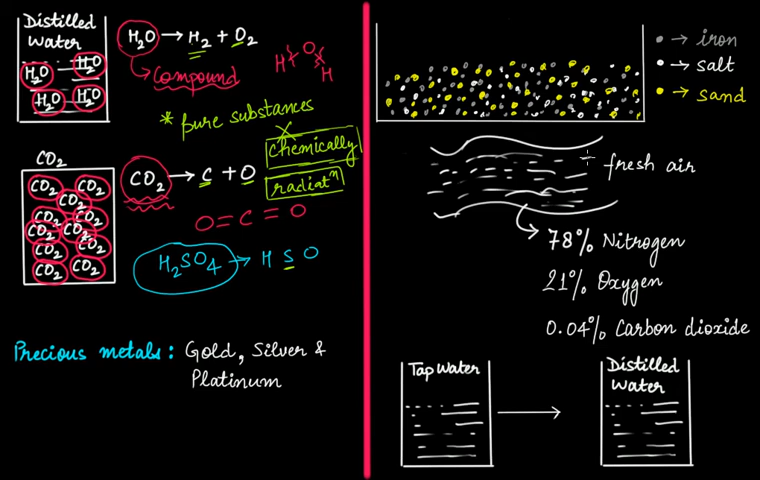 Distilled
Water
H₂O H₂O
H₂O H₂O
H₂O → H₂ + O₂
Compound
H O H
* pure substances
CO₂
CO₂ CO₂
CO₂
CO₂ CO₂
CO₂ CO₂
CO₂ CO₂
CO₂ CO₂
CO₂ → C + O
chemically
radiatⁿ
O=C=O
H₂SO₄ → H S O
Precious metals: Gold, Silver &
Platinum
→ iron
→ salt
→ sand
fresh air
78% Nitrogen
21% Oxygen
0.04% Carbon dioxide
Tap Water
Distilled
Water